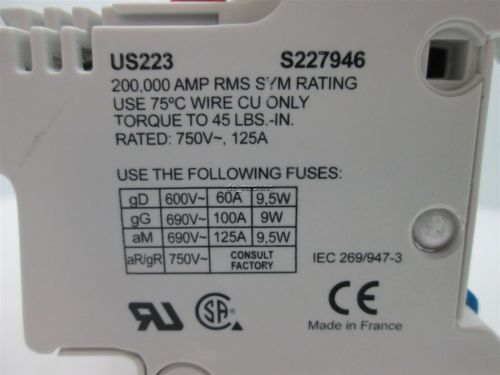 US223 S227946
200,000 AMP RMS SYM RATING
USE 75ºC WIRE CU ONLY
TORQUE TO 45 LBS.-IN.
RATED: 750V~, 125A
USE THE FOLLOWING FUSES:
gD 600V~ 60A 9,5W
gG 690V~ 100A 9W
aM 690V~ 125A 9,5W
aR/gR 750V~ CONSULT FACTORY
IEC 269/947-3
SA
CE
Made in France